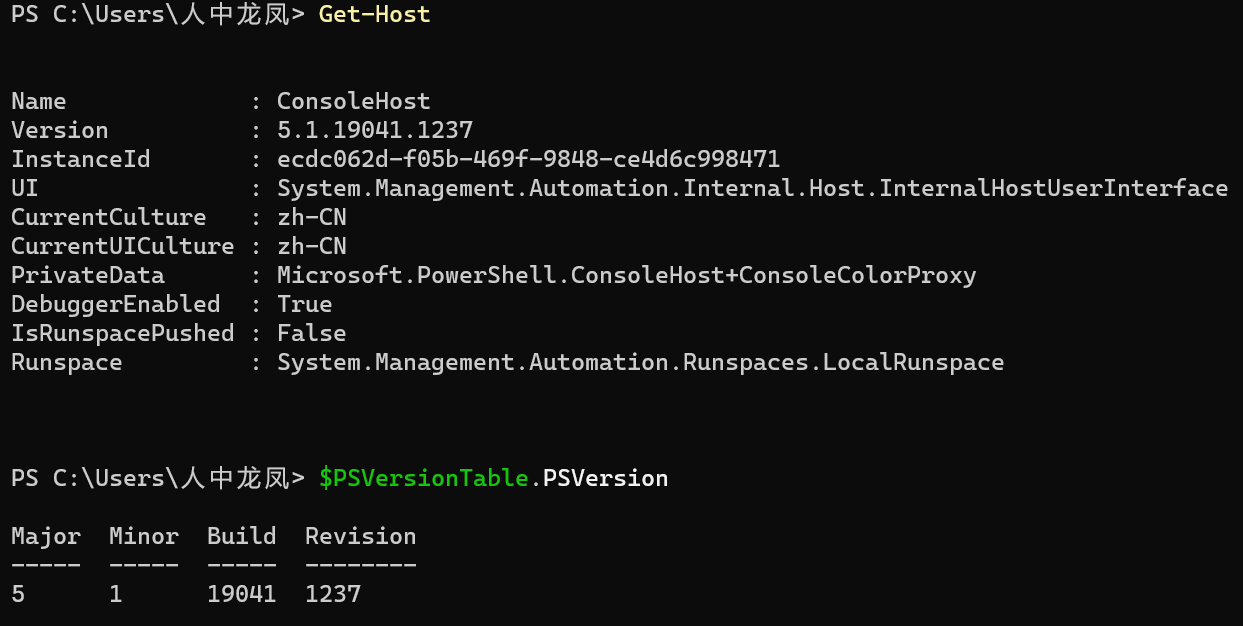 PS C:\Users\人中龙凤> Get-Host
Name             : ConsoleHost
Version          : 5.1.19041.1237
InstanceId       : ecdc062d-f05b-469f-9848-ce4d6c998471
UI               : System.Management.Automation.Internal.Host.InternalHostUserInterface
CurrentCulture   : zh-CN
CurrentUICulture : zh-CN
PrivateData      : Microsoft.PowerShell.ConsoleHost+ConsoleColorProxy
DebuggerEnabled  : True
IsRunspacePushed : False
Runspace         : System.Management.Automation.Runspaces.LocalRunspace
PS C:\Users\人中龙凤> $PSVersionTable.PSVersion
Major  Minor  Build  Revision
-----  -----  -----  --------
5      1      19041  1237